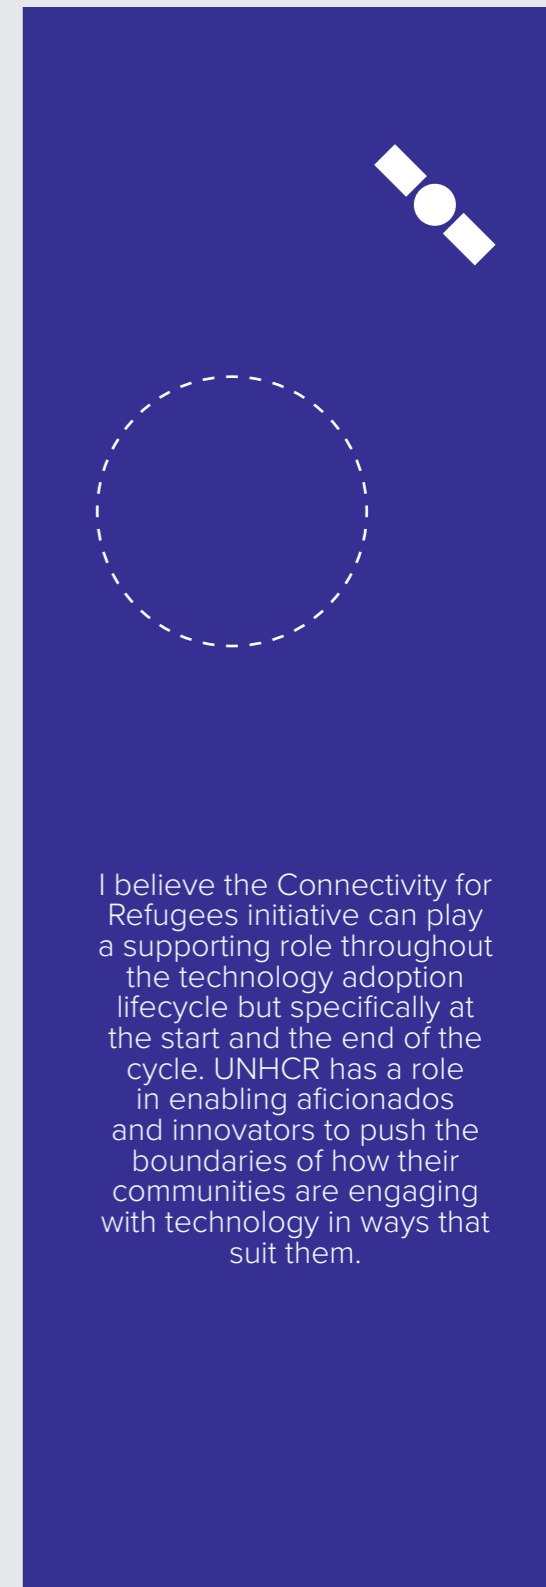 I believe the Connectivity for
Refugees initiative can play
a supporting role throughout
the technology adoption
lifecycle but specifically at
the start and the end of the
cycle. UNHCR has a role
in enabling aficionados
and innovators to push the
boundaries of how their
communities are engaging
with technology in ways that
suit them.